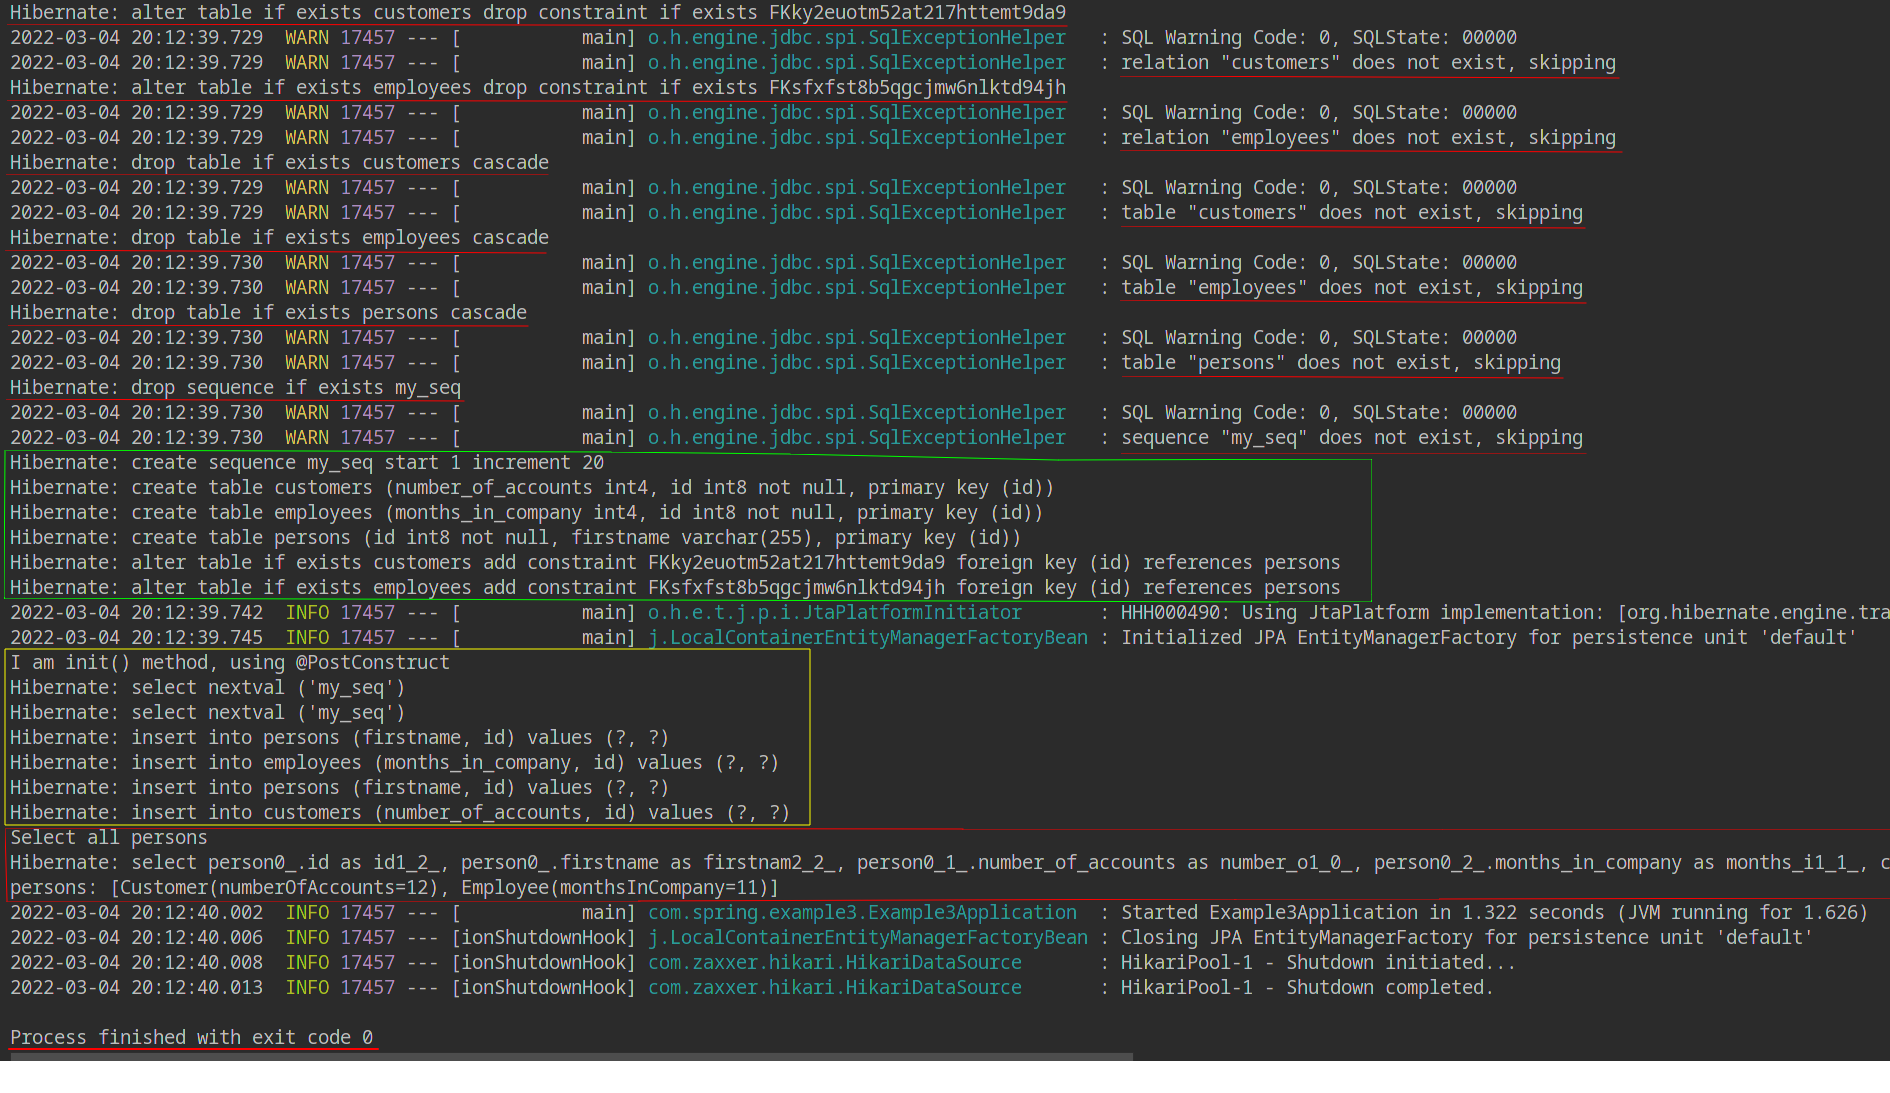 Hibernate: alter table if exists customers drop constraint if exists FKky2euotm52at217httemt9da9
2022-03-04 20:12:39.729  WARN 17457 --- [           main] o.h.engine.jdbc.spi.SqlExceptionHelper   : SQL Warning Code: 0, SQLState: 00000
2022-03-04 20:12:39.729  WARN 17457 --- [           main] o.h.engine.jdbc.spi.SqlExceptionHelper   : relation "customers" does not exist, skipping
Hibernate: alter table if exists employees drop constraint if exists FKsfxfst8b5qgcjmw6nlktd94jh
2022-03-04 20:12:39.729  WARN 17457 --- [           main] o.h.engine.jdbc.spi.SqlExceptionHelper   : SQL Warning Code: 0, SQLState: 00000
2022-03-04 20:12:39.729  WARN 17457 --- [           main] o.h.engine.jdbc.spi.SqlExceptionHelper   : relation "employees" does not exist, skipping
Hibernate: drop table if exists customers cascade
2022-03-04 20:12:39.729  WARN 17457 --- [           main] o.h.engine.jdbc.spi.SqlExceptionHelper   : SQL Warning Code: 0, SQLState: 00000
2022-03-04 20:12:39.729  WARN 17457 --- [           main] o.h.engine.jdbc.spi.SqlExceptionHelper   : table "customers" does not exist, skipping
Hibernate: drop table if exists employees cascade
2022-03-04 20:12:39.730  WARN 17457 --- [           main] o.h.engine.jdbc.spi.SqlExceptionHelper   : SQL Warning Code: 0, SQLState: 00000
2022-03-04 20:12:39.730  WARN 17457 --- [           main] o.h.engine.jdbc.spi.SqlExceptionHelper   : table "employees" does not exist, skipping
Hibernate: drop table if exists persons cascade
2022-03-04 20:12:39.730  WARN 17457 --- [           main] o.h.engine.jdbc.spi.SqlExceptionHelper   : SQL Warning Code: 0, SQLState: 00000
2022-03-04 20:12:39.730  WARN 17457 --- [           main] o.h.engine.jdbc.spi.SqlExceptionHelper   : table "persons" does not exist, skipping
Hibernate: drop sequence if exists my_seq
2022-03-04 20:12:39.730  WARN 17457 --- [           main] o.h.engine.jdbc.spi.SqlExceptionHelper   : SQL Warning Code: 0, SQLState: 00000
2022-03-04 20:12:39.730  WARN 17457 --- [           main] o.h.engine.jdbc.spi.SqlExceptionHelper   : sequence "my_seq" does not exist, skipping
Hibernate: create sequence my_seq start 1 increment 20
Hibernate: create table customers (number_of_accounts int4, id int8 not null, primary key (id))
Hibernate: create table employees (months_in_company int4, id int8 not null, primary key (id))
Hibernate: create table persons (id int8 not null, firstname varchar(255), primary key (id))
Hibernate: alter table if exists customers add constraint FKky2euotm52at217httemt9da9 foreign key (id) references persons
Hibernate: alter table if exists employees add constraint FKsfxfst8b5qgcjmw6nlktd94jh foreign key (id) references persons
2022-03-04 20:12:39.742  INFO 17457 --- [           main] o.h.e.t.j.p.i.JtaPlatformInitiator       : HHH000490: Using JtaPlatform implementation: [org.hibernate.engine.tra
2022-03-04 20:12:39.745  INFO 17457 --- [           main] j.LocalContainerEntityManagerFactoryBean : Initialized JPA EntityManagerFactory for persistence unit 'default'
I am init() method, using @PostConstruct
Hibernate: select nextval ('my_seq')
Hibernate: select nextval ('my_seq')
Hibernate: insert into persons (firstname, id) values (?, ?)
Hibernate: insert into employees (months_in_company, id) values (?, ?)
Hibernate: insert into persons (firstname, id) values (?, ?)
Hibernate: insert into customers (number_of_accounts, id) values (?, ?)
Select all persons
Hibernate: select person0_.id as id1_2_, person0_.firstname as firstnam2_2_, person0_1_.number_of_accounts as number_o1_0_, person0_2_.months_in_company as months_i1_1_, c
persons: [Customer(numberOfAccounts=12), Employee(monthsInCompany=11)]
2022-03-04 20:12:40.002  INFO 17457 --- [           main] com.spring.example3.Example3Application  : Started Example3Application in 1.322 seconds (JVM running for 1.626)
2022-03-04 20:12:40.006  INFO 17457 --- [ionShutdownHook] j.LocalContainerEntityManagerFactoryBean : Closing JPA EntityManagerFactory for persistence unit 'default'
2022-03-04 20:12:40.008  INFO 17457 --- [ionShutdownHook] com.zaxxer.hikari.HikariDataSource       : HikariPool-1 - Shutdown initiated...
2022-03-04 20:12:40.013  INFO 17457 --- [ionShutdownHook] com.zaxxer.hikari.HikariDataSource       : HikariPool-1 - Shutdown completed.
Process finished with exit code 0